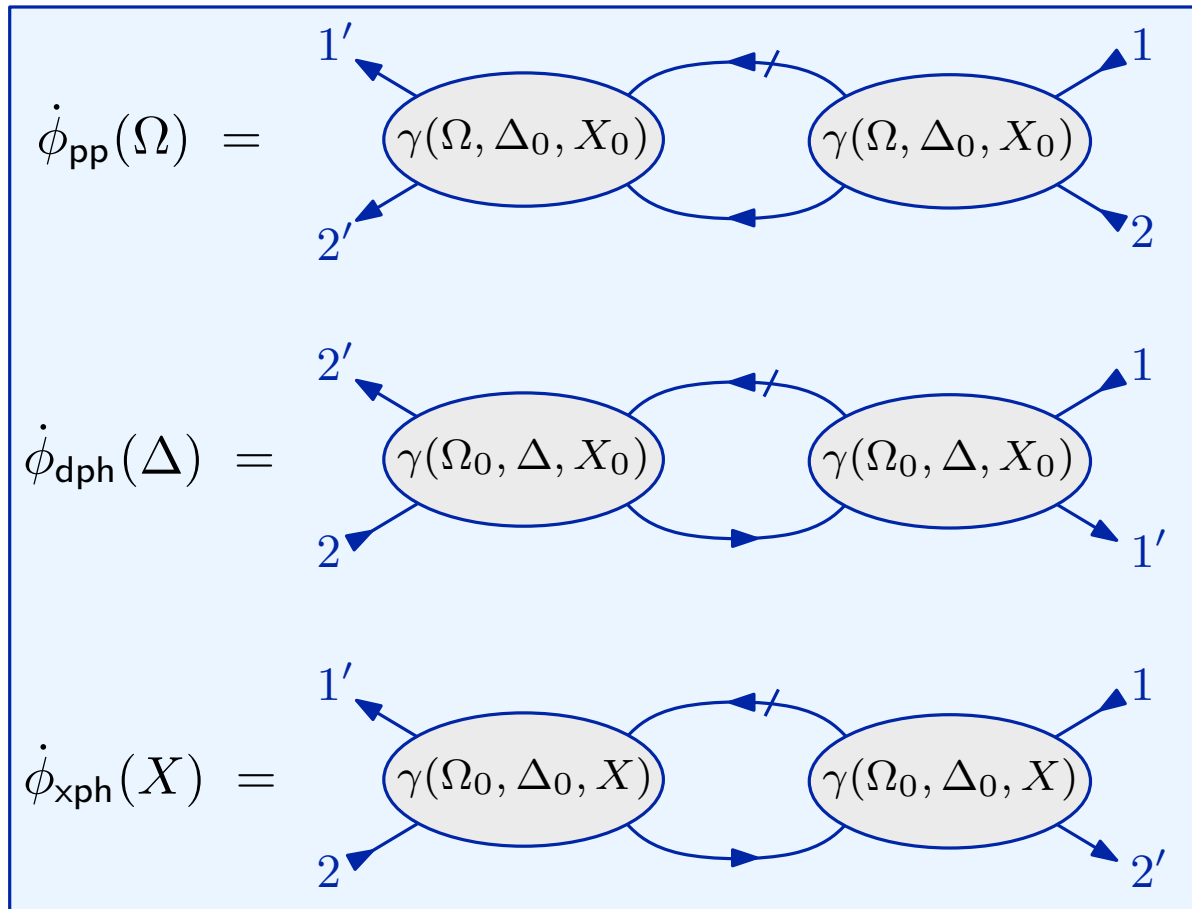 1′ 1
ϕ̇pp(Ω) = γ(Ω, Δ₀, X₀) γ(Ω, Δ₀, X₀)
2′ 2
2′ 1
ϕ̇dph(Δ) = γ(Ω₀, Δ, X₀) γ(Ω₀, Δ, X₀)
2 1′
1′ 1
ϕ̇xph(X) = γ(Ω₀, Δ₀, X) γ(Ω₀, Δ₀, X)
2 2′